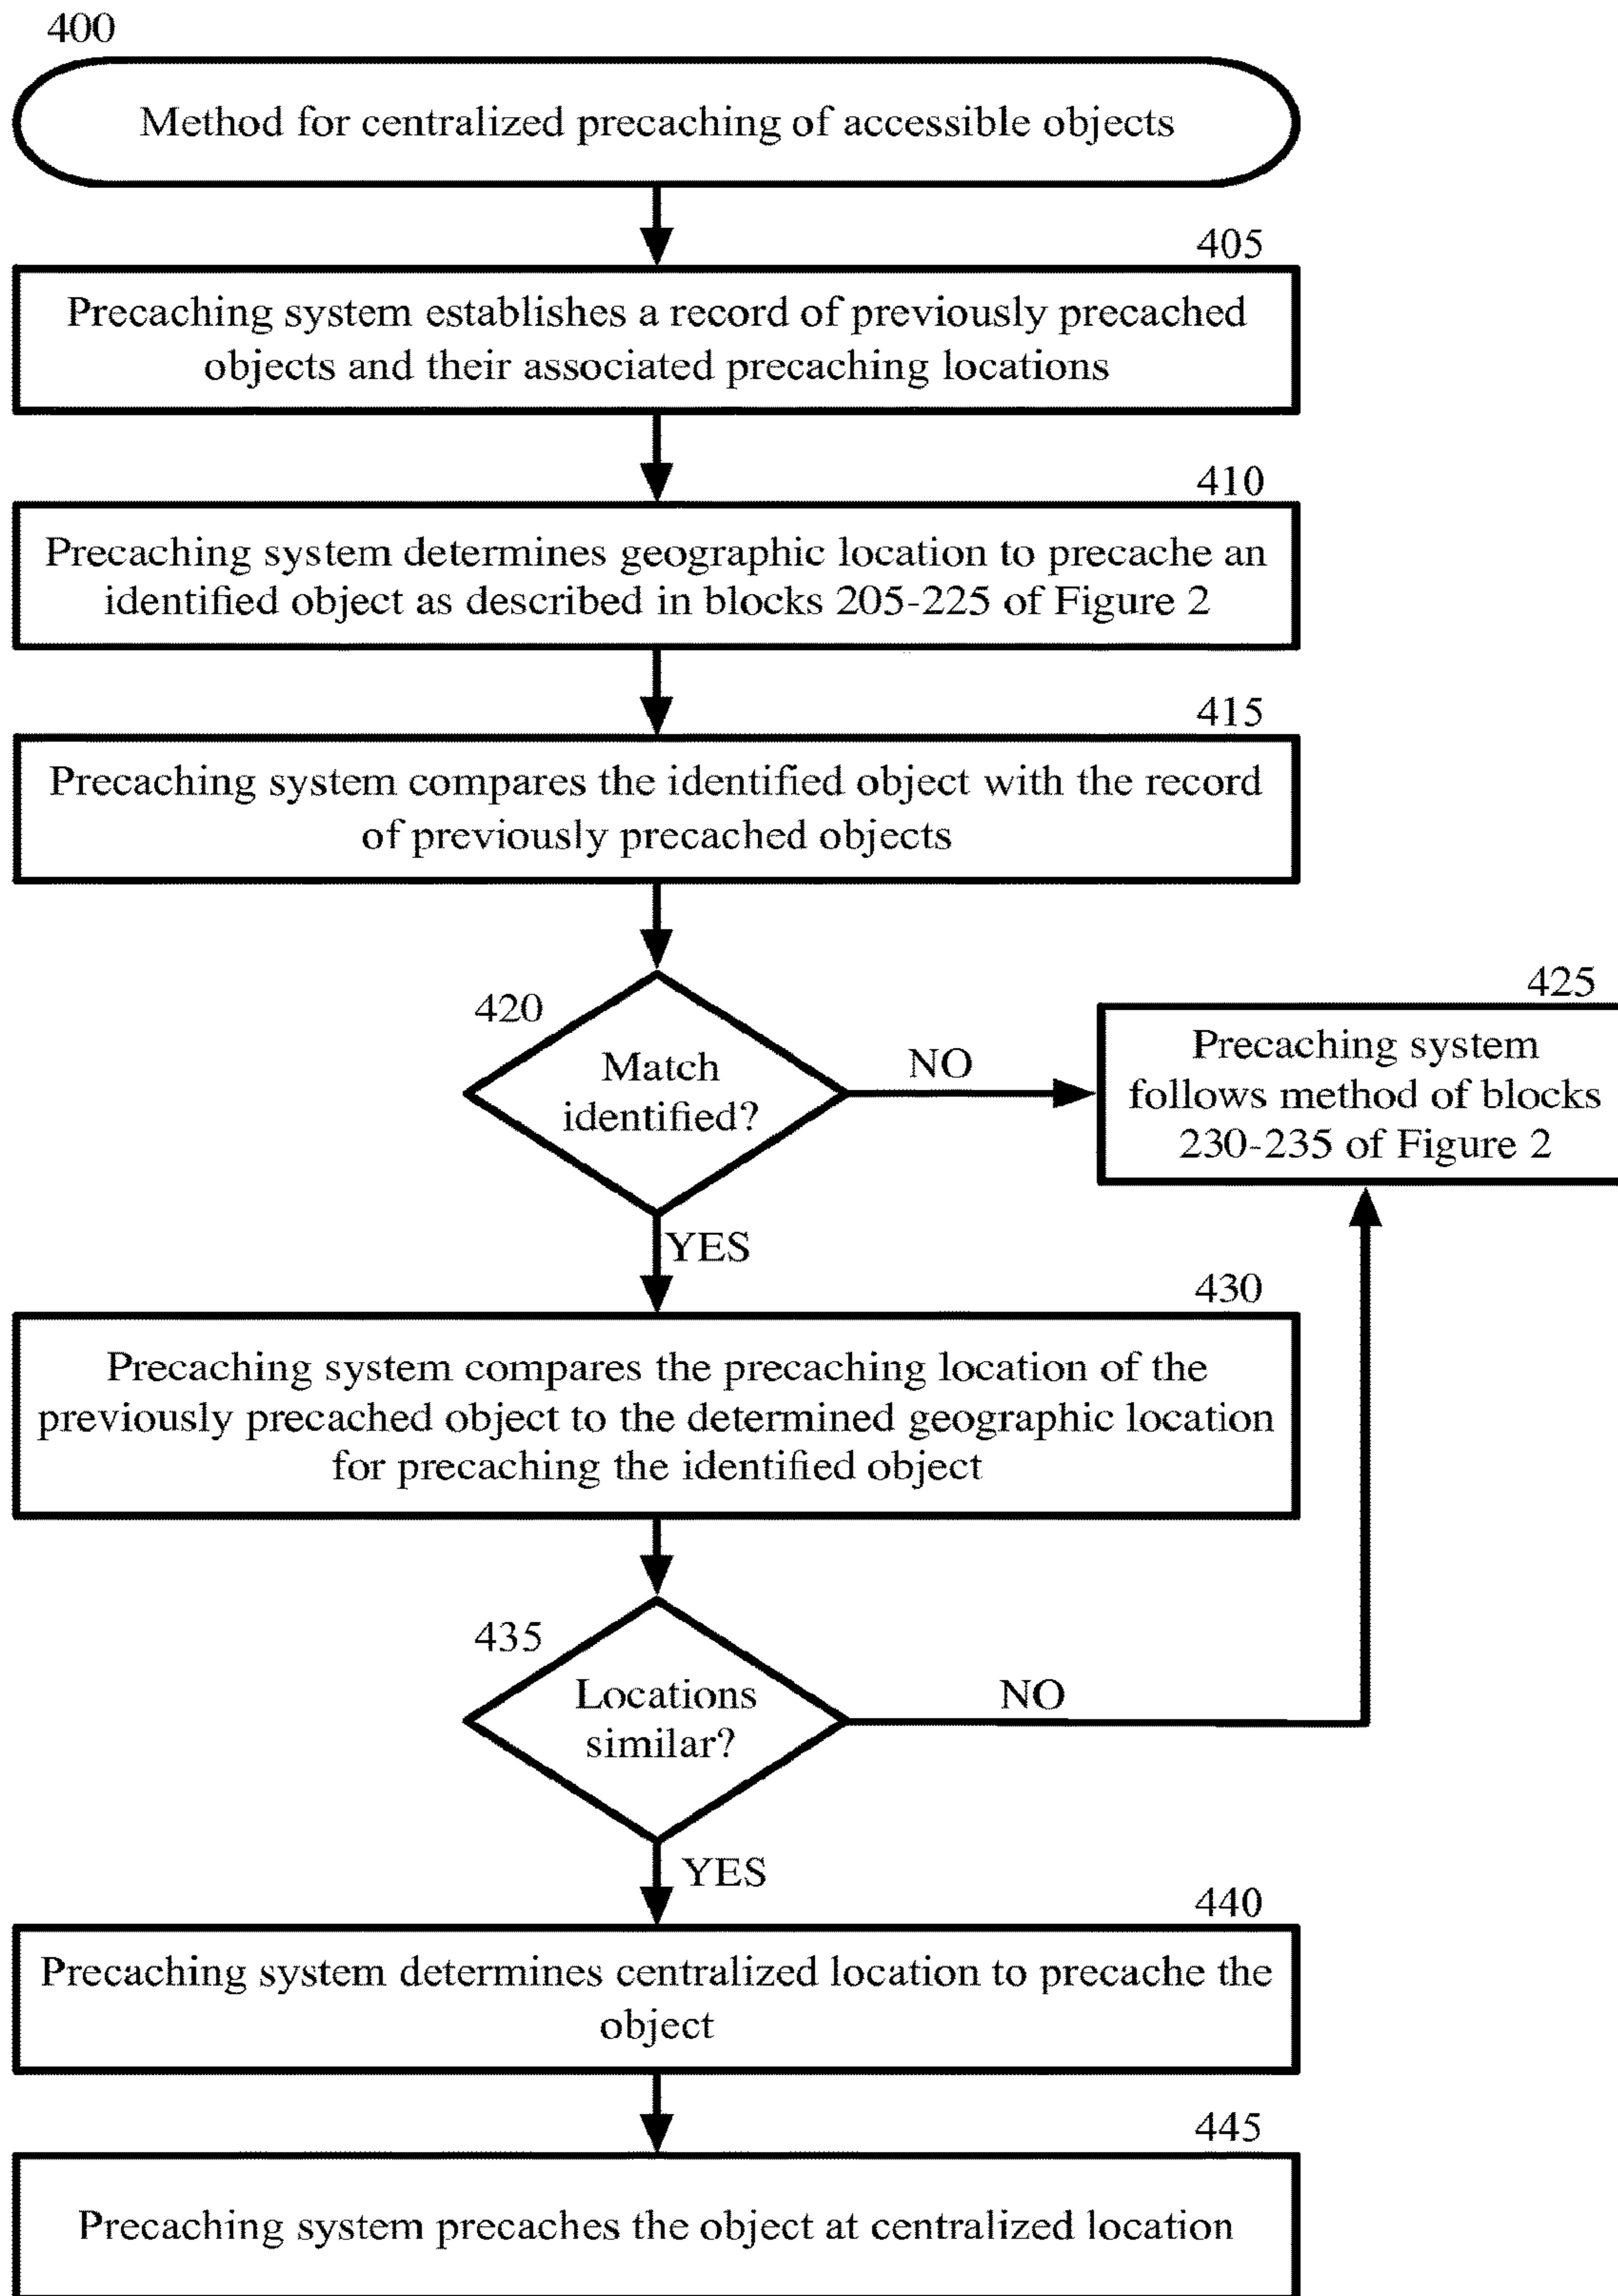 400
Method for centralized precaching of accessible objects
405
Precaching system establishes a record of previously precached
objects and their associated precaching locations
410
Precaching system determines geographic location to precache an
identified object as described in blocks 205-225 of Figure 2
415
Precaching system compares the identified object with the record
of previously precached objects
420
Match
identified?
NO
425
Precaching system
follows method of blocks
230-235 of Figure 2
YES
430
Precaching system compares the precaching location of the
previously precached object to the determined geographic location
for precaching the identified object
435
Locations
similar?
NO
YES
440
Precaching system determines centralized location to precache the
object
445
Precaching system precaches the object at centralized location